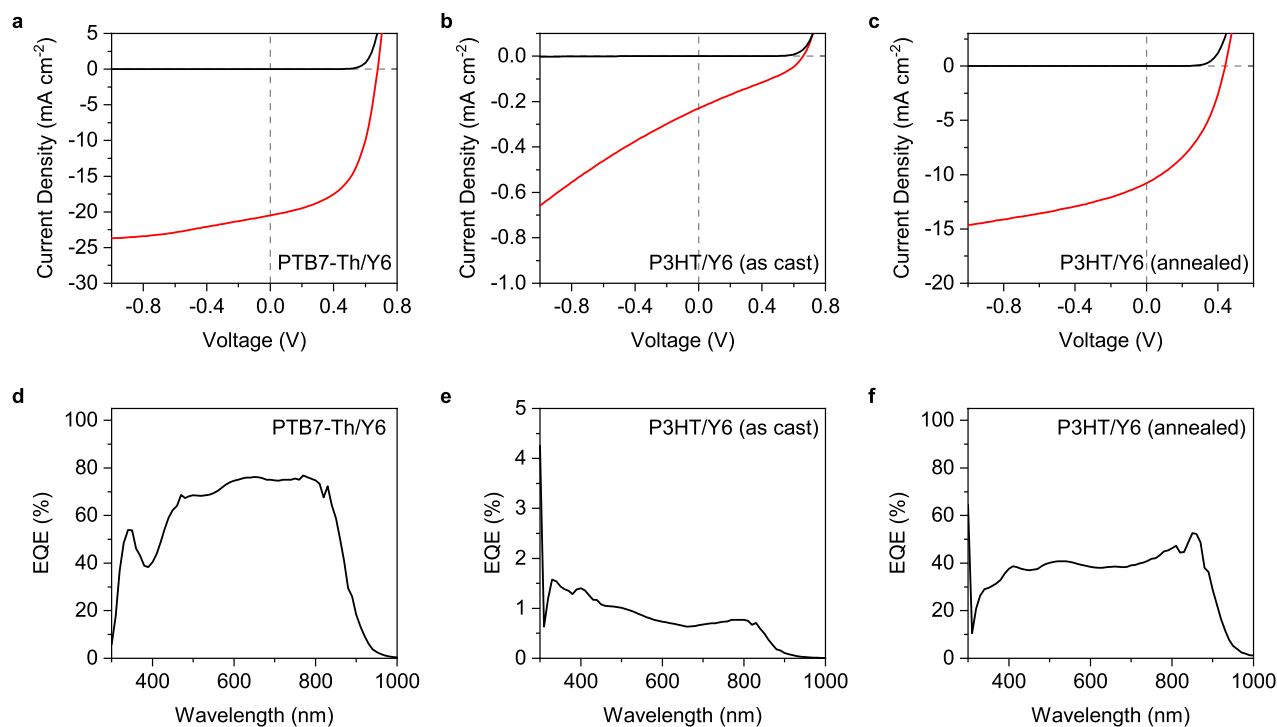 a
Current Density (mA cm⁻²)
5
0
-5
-10
-15
-20
-25
-30
-0.8
-0.4
0.0
0.4
0.8
Voltage (V)
PTB7-Th/Y6
b
Current Density (mA cm⁻²)
0.0
-0.2
-0.4
-0.6
-0.8
-1.0
-0.8
-0.4
0.0
0.4
0.8
Voltage (V)
P3HT/Y6 (as cast)
c
Current Density (mA cm⁻²)
0
-5
-10
-15
-20
-0.8
-0.4
0.0
0.4
Voltage (V)
P3HT/Y6 (annealed)
d
EQE (%)
100
80
60
40
20
0
400
600
800
1000
Wavelength (nm)
PTB7-Th/Y6
e
EQE (%)
5
4
3
2
1
0
400
600
800
1000
Wavelength (nm)
P3HT/Y6 (as cast)
f
EQE (%)
100
80
60
40
20
0
400
600
800
1000
Wavelength (nm)
P3HT/Y6 (annealed)